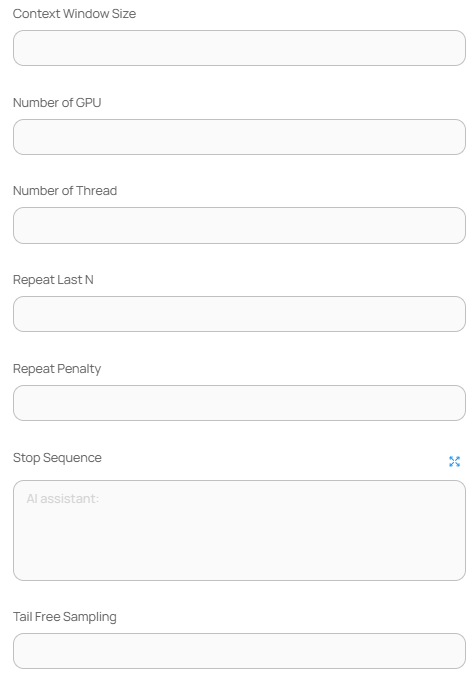 Context Window Size
Number of GPU
Number of Thread
Repeat Last N
Repeat Penalty
Stop Sequence
AI assistant:
Tail Free Sampling